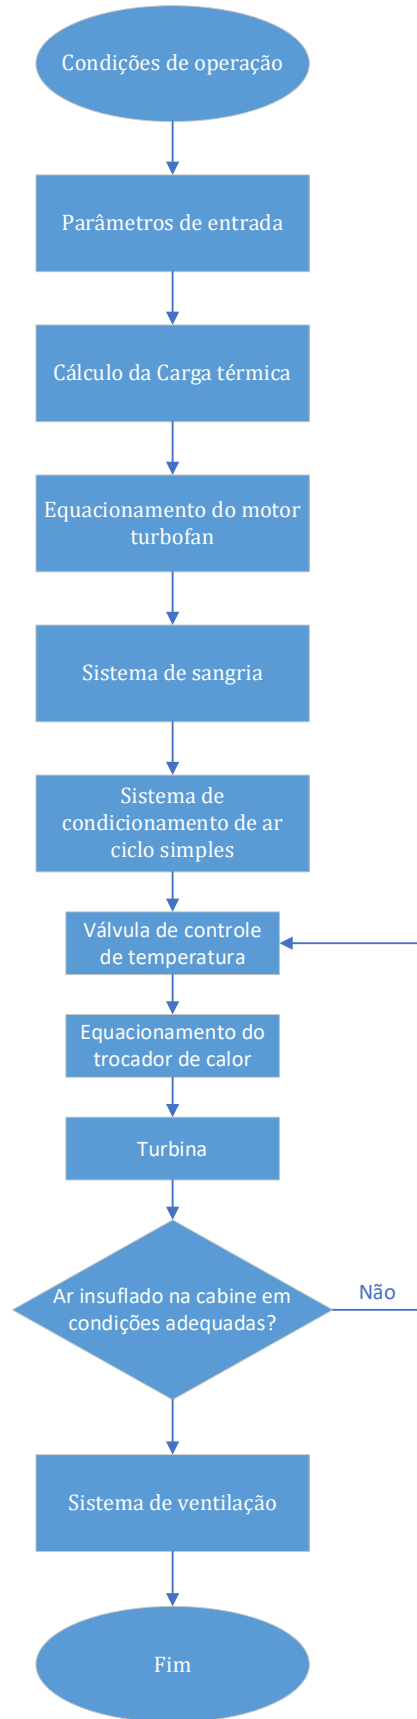 Condições de operação
Parâmetros de entrada
Cálculo da Carga térmica
Equacionamento do motor
turbofan
Sistema de sangria
Sistema de
condicionamento de ar
ciclo simples
Válvula de controle
de temperatura
Equacionamento do
trocador de calor
Turbina
Ar insuflado na cabine em
condições adequadas?
Não
Sistema de ventilação
Fim